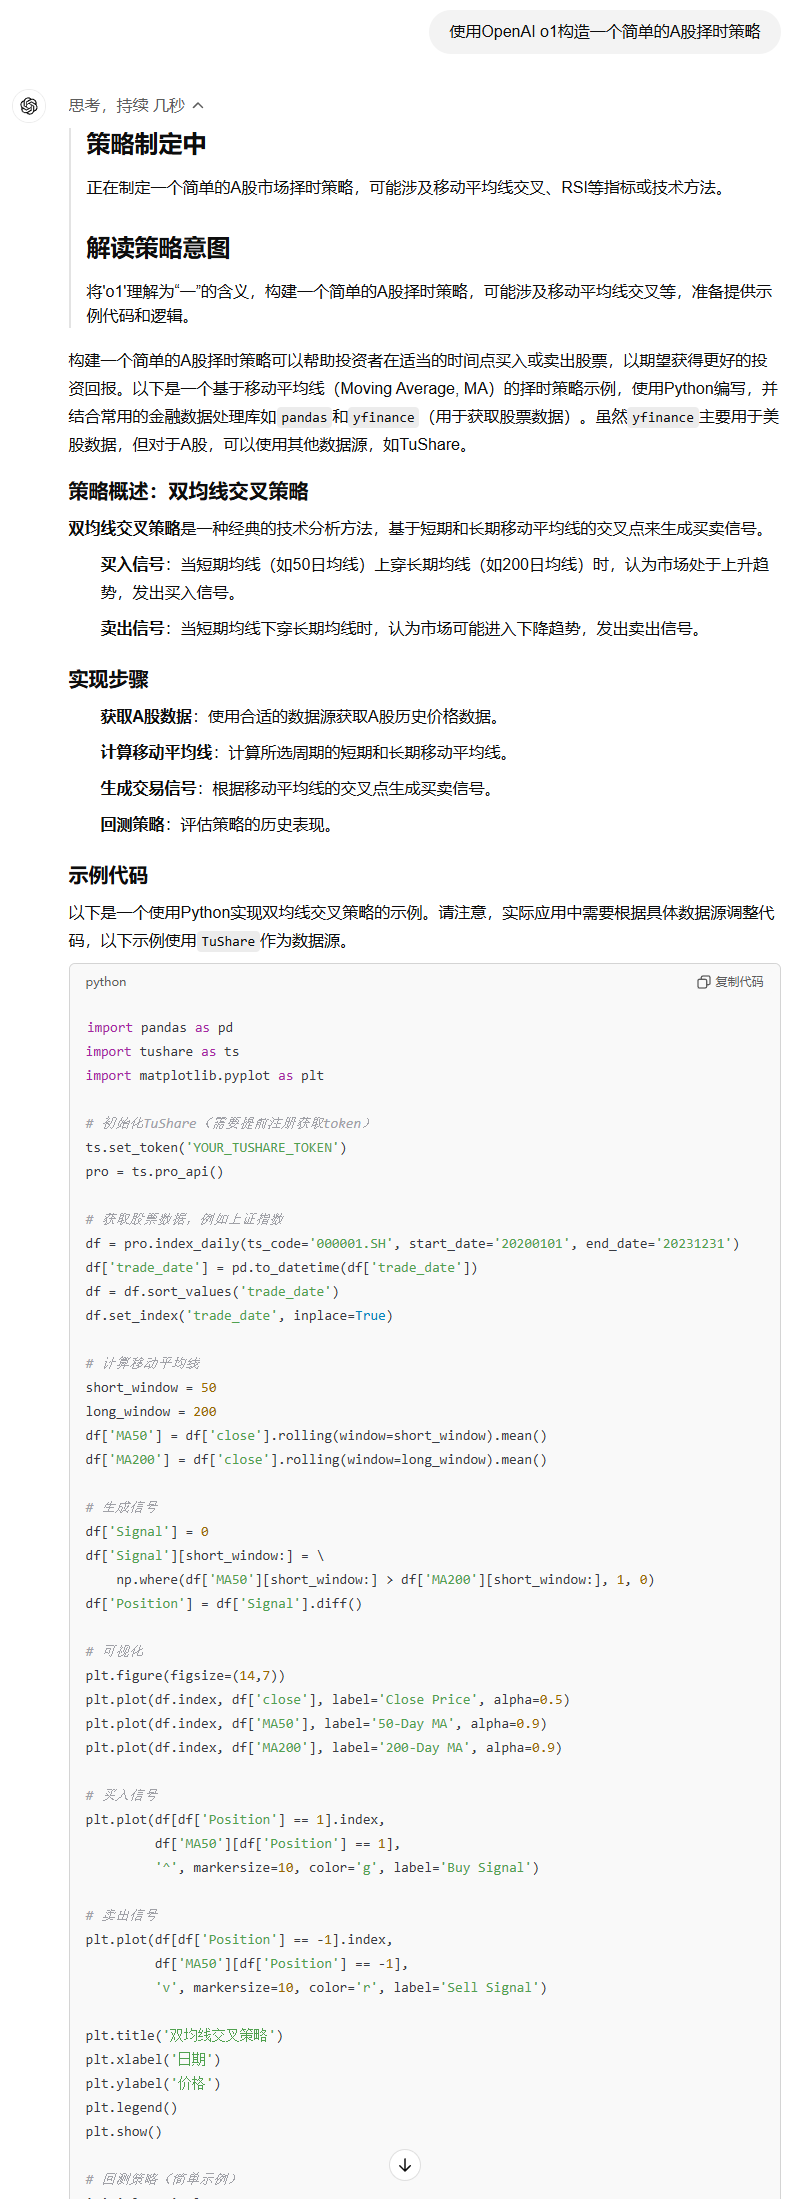 使用OpenAI o1构造一个简单的A股择时策略
思考，持续 几秒
策略制定中
正在制定一个简单的A股市场择时策略，可能涉及移动平均线交叉、RSI等指标或技术方法。
解读策略意图
将'o1'理解为“一”的含义，构建一个简单的A股择时策略，可能涉及移动平均线交叉等，准备提供示
例代码和逻辑。
构建一个简单的A股择时策略可以帮助投资者在适当的时间点买入或卖出股票，以期望获得更好的投
资回报。以下是一个基于移动平均线（Moving Average, MA）的择时策略示例，使用Python编写，并
结合常用的金融数据处理库如 pandas 和 yfinance（用于获取股票数据）。虽然 yfinance 主要用于美
股数据，但对于A股，可以使用其他数据源，如TuShare。
策略概述：双均线交叉策略
双均线交叉策略是一种经典的技术分析方法，基于短期和长期移动平均线的交叉点来生成买卖信号。
买入信号：当短期均线（如50日均线）上穿长期均线（如200日均线）时，认为市场处于上升趋
势，发出买入信号。
卖出信号：当短期均线下穿长期均线时，认为市场可能进入下降趋势，发出卖出信号。
实现步骤
获取A股数据：使用合适的数据源获取A股历史价格数据。
计算移动平均线：计算所选周期的短期和长期移动平均线。
生成交易信号：根据移动平均线的交叉点生成买卖信号。
回测策略：评估策略的历史表现。
示例代码
以下是一个使用Python实现双均线交叉策略的示例。请注意，实际应用中需要根据具体数据源调整代
码，以下示例使用 TuShare 作为数据源。
python 复制代码
import pandas as pd
import tushare as ts
import matplotlib.pyplot as plt
# 初始化TuShare（需要提前注册获取token）
ts.set_token('YOUR_TUSHARE_TOKEN')
pro = ts.pro_api()
# 获取股票数据，例如上证指数
df = pro.index_daily(ts_code='000001.SH', start_date='20200101', end_date='20231231')
df['trade_date'] = pd.to_datetime(df['trade_date'])
df = df.sort_values('trade_date')
df.set_index('trade_date', inplace=True)
# 计算移动平均线
short_window = 50
long_window = 200
df['MA50'] = df['close'].rolling(window=short_window).mean()
df['MA200'] = df['close'].rolling(window=long_window).mean()
# 生成信号
df['Signal'] = 0
df['Signal'][short_window:] = \
np.where(df['MA50'][short_window:] > df['MA200'][short_window:], 1, 0)
df['Position'] = df['Signal'].diff()
# 可视化
plt.figure(figsize=(14,7))
plt.plot(df.index, df['close'], label='Close Price', alpha=0.5)
plt.plot(df.index, df['MA50'], label='50-Day MA', alpha=0.9)
plt.plot(df.index, df['MA200'], label='200-Day MA', alpha=0.9)
# 买入信号
plt.plot(df[df['Position'] == 1].index,
df['MA50'][df['Position'] == 1],
'^', markersize=10, color='g', label='Buy Signal')
# 卖出信号
plt.plot(df[df['Position'] == -1].index,
df['MA50'][df['Position'] == -1],
'v', markersize=10, color='r', label='Sell Signal')
plt.title('双均线交叉策略')
plt.xlabel('日期')
plt.ylabel('价格')
plt.legend()
plt.show()
# 回测策略（简单示例）